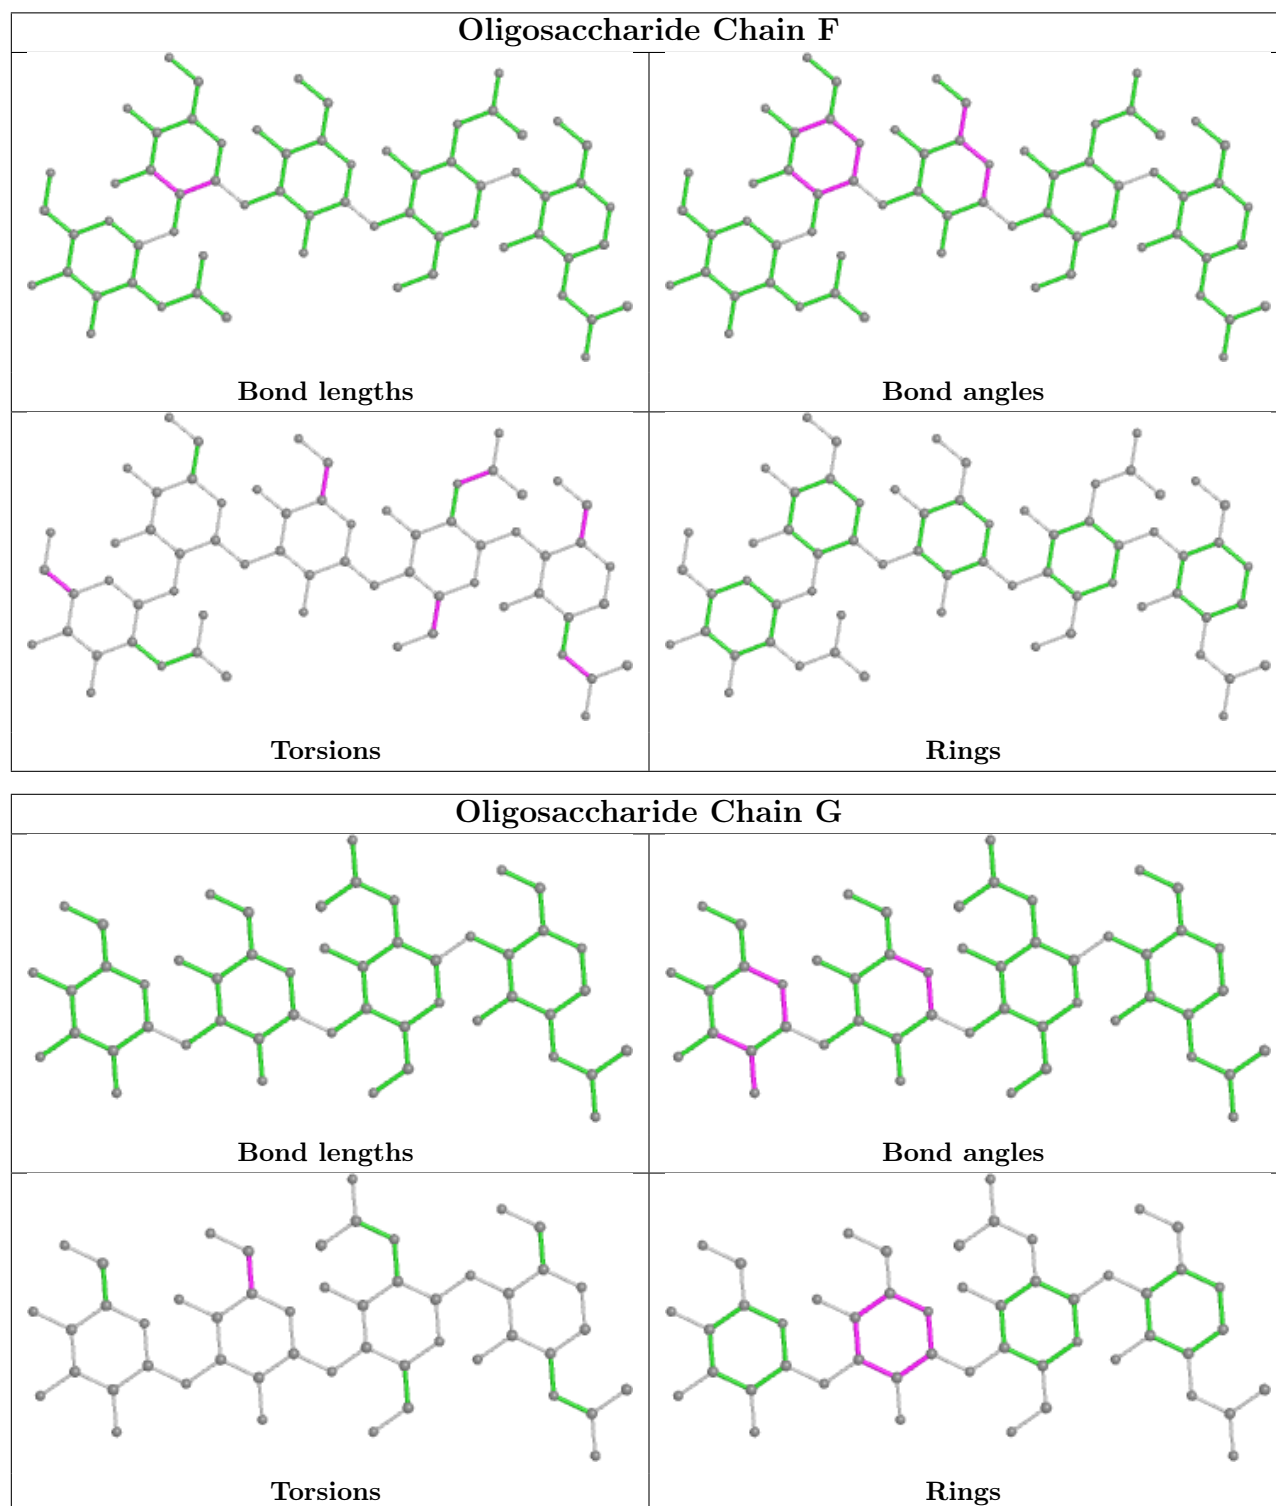 Oligosaccharide Chain F
Bond lengths
Bond angles
Torsions
Rings
Oligosaccharide Chain G
Bond lengths
Bond angles
Torsions
Rings